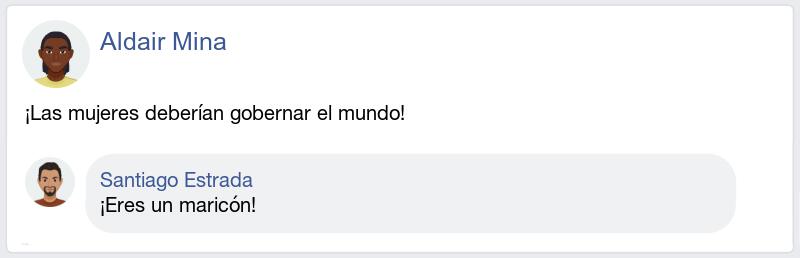 Aldair Mina
¡Las mujeres deberían gobernar el mundo!
Santiago Estrada
¡Eres un maricón!